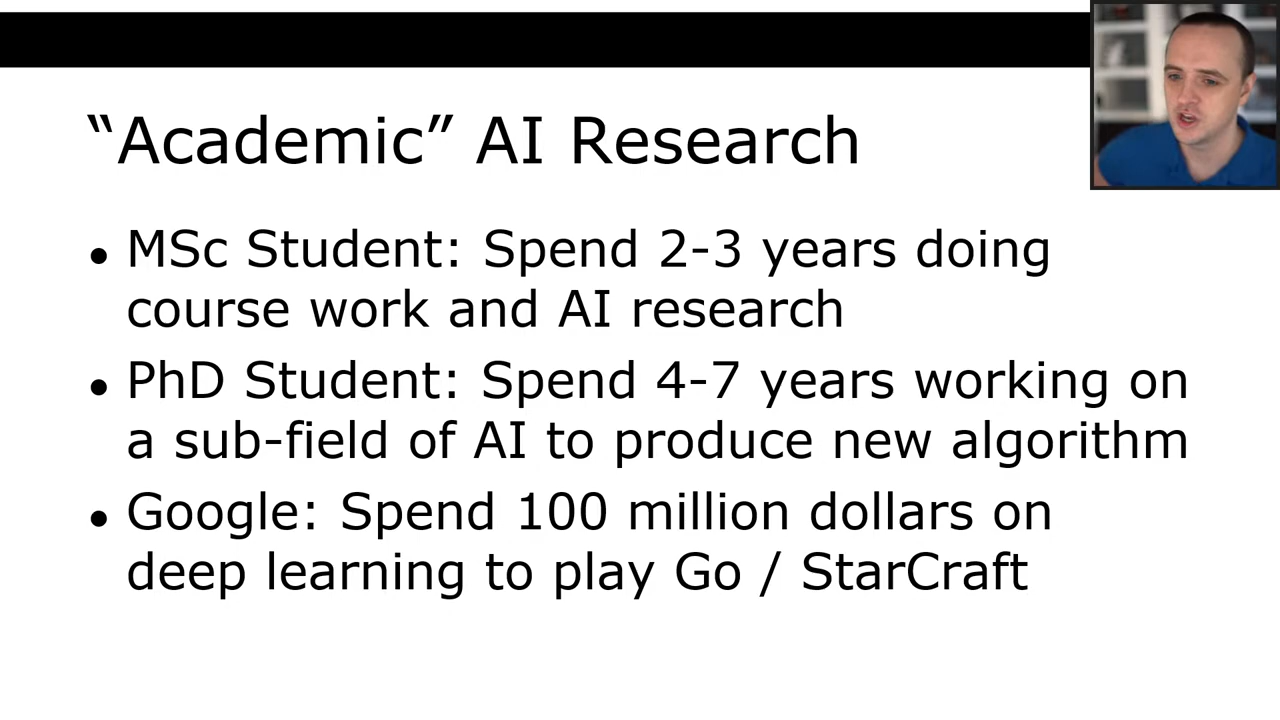 “Academic” AI Research
• MSc Student: Spend 2-3 years doing
course work and AI research
• PhD Student: Spend 4-7 years working on
a sub-field of AI to produce new algorithm
• Google: Spend 100 million dollars on
deep learning to play Go / StarCraft